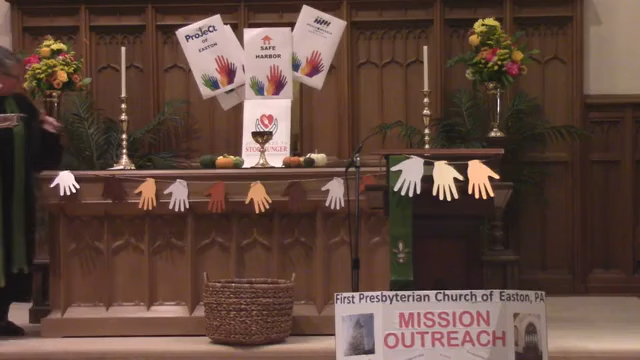 ProJeCt
OF
EASTON
SAFE
HARBOR
STOP HUNGER
First Presbyterian Church of Easton, PA
MISSION
OUTREACH